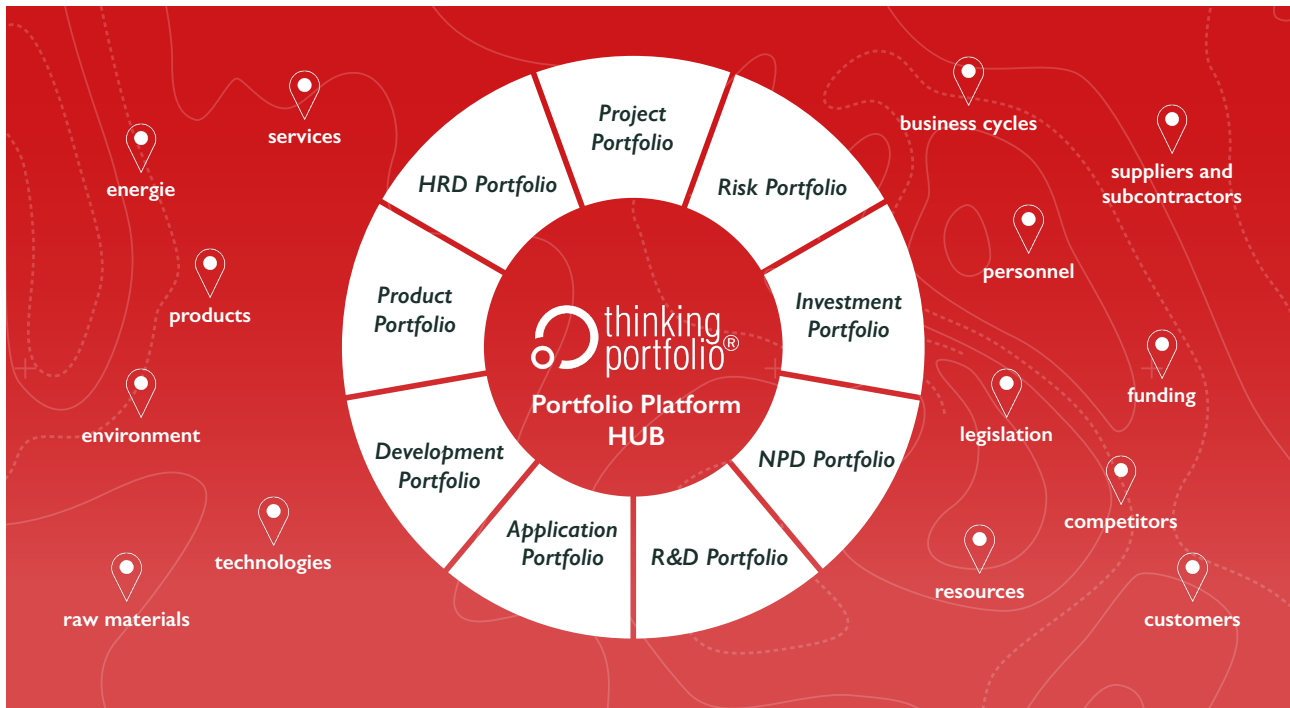 services
energie
products
environment
technologies
raw materials
Project
Portfolio
Risk Portfolio
Investment
Portfolio
NPD Portfolio
R&D Portfolio
Application
Portfolio
Development
Portfolio
Product
Portfolio
HRD Portfolio
thinking
portfolio®
Portfolio Platform
HUB
business cycles
suppliers and
subcontractors
personnel
funding
legislation
competitors
resources
customers